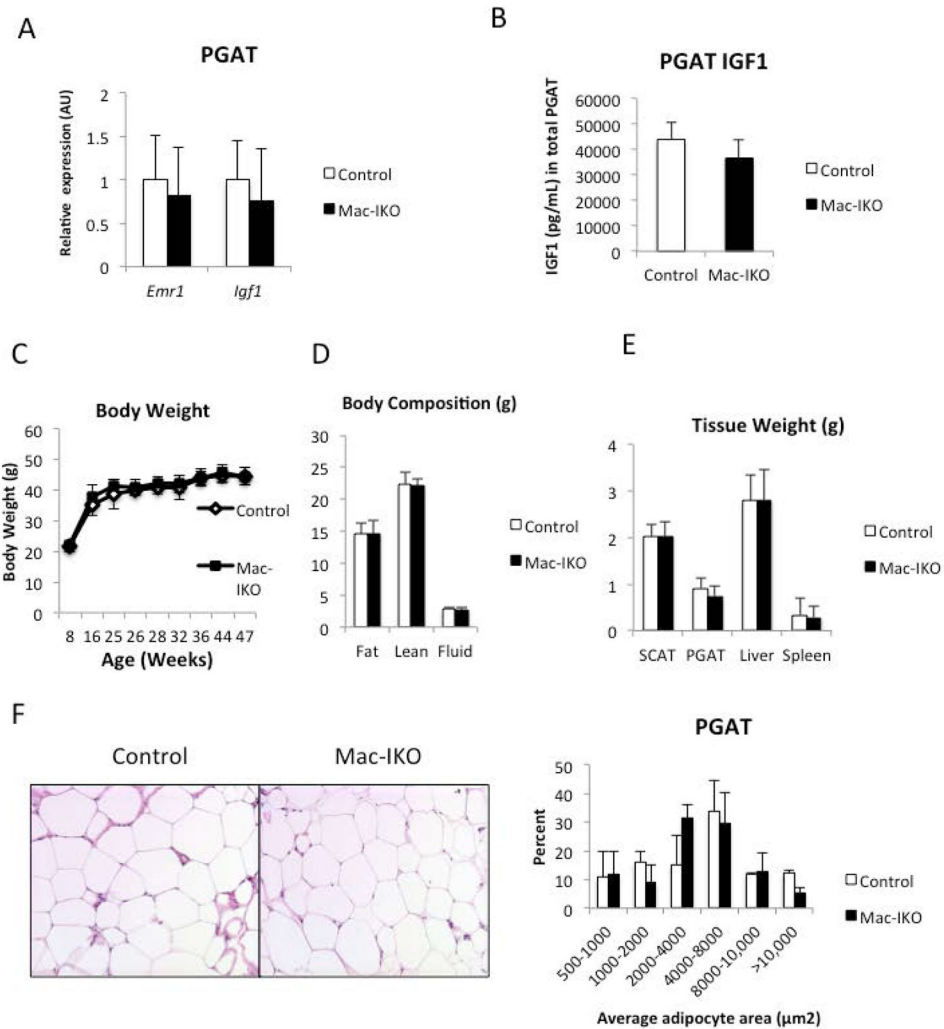 A
PGAT
Relative expression (AU)
2
1.5
1
0.5
0
Emr1
Igf1
Control
Mac-IKO
B
PGAT IGF1
IGF1 (pg/mL) in total PGAT
60000
50000
40000
30000
20000
10000
0
Control
Mac-IKO
Control
Mac-IKO
C
Body Weight
Body Weight (g)
60
50
40
30
20
10
0
8 16 25 26 28 32 36 44 47
Age (Weeks)
Control
Mac-
IKO
D
Body Composition (g)
30
25
20
15
10
5
0
Fat Lean Fluid
Control
Mac-IKO
E
Tissue Weight (g)
4
3
2
1
0
SCAT PGAT Liver Spleen
Control
Mac-IKO
F
Control
Mac-IKO
PGAT
Percent
50
40
30
20
10
0
500-1000
1000-2000
2000-4000
4000-8000
8000-10,000
>10,000
Average adipocyte area (µm2)
Control
Mac-IKO